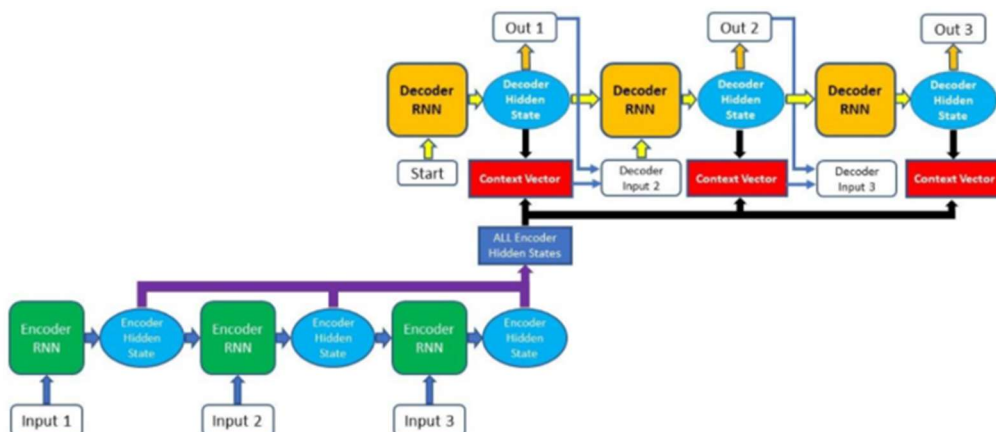 Out 1
Out 2
Out 3
Decoder
RNN
Decoder
Hidden
State
Decoder
RNN
Decoder
Hidden
State
Decoder
RNN
Decoder
Hidden
State
Start
Context Vector
Decoder
Input 2
Context Vector
Decoder
Input 3
Context Vector
ALL Encoder
Hidden States
Encoder
RNN
Encoder
Hidden
State
Encoder
RNN
Encoder
Hidden
State
Encoder
RNN
Encoder
Hidden
State
Input 1
Input 2
Input 3